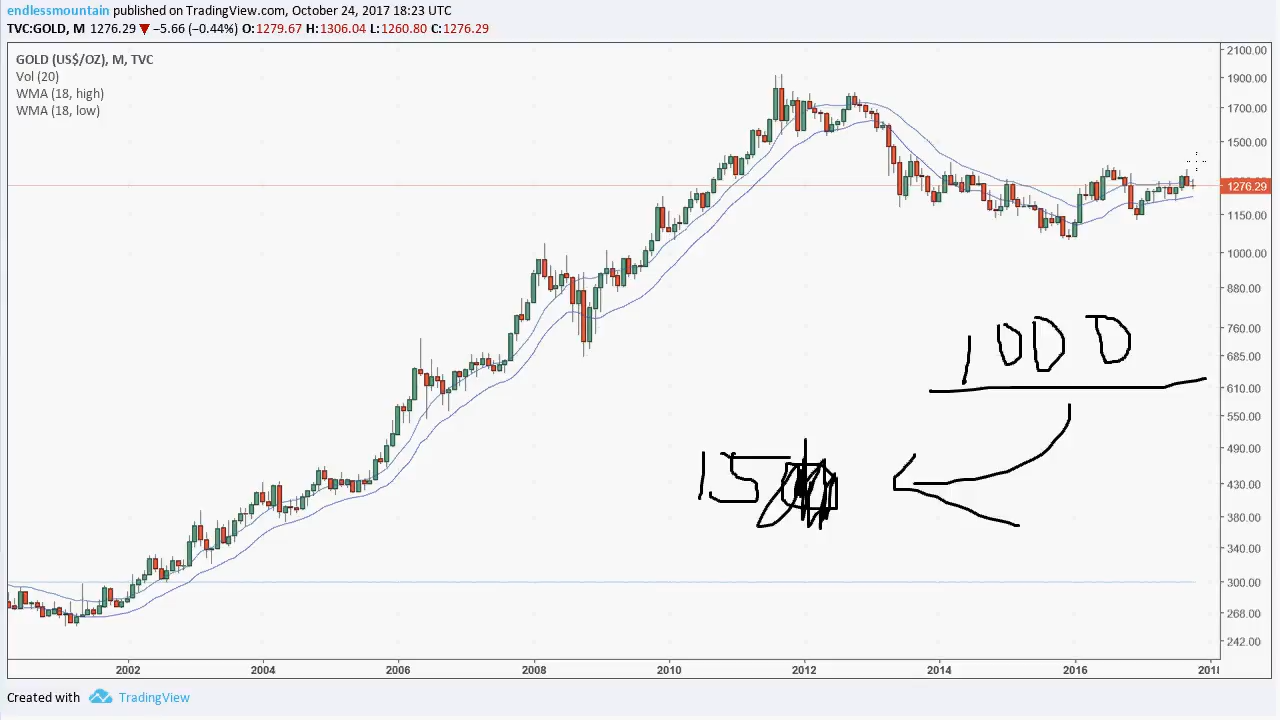 endlessmountain published on TradingView.com, October 24, 2017 18:23 UTC
TVC:GOLD, M 1276.29 ▼ −5.66 (−0.44%) O:1279.67 H:1306.04 L:1260.80 C:1276.29
GOLD (US$/OZ), M, TVC
Vol (20)
WMA (18, high)
WMA (18, low)
2100.00
1900.00
1700.00
1500.00
1276.29
1150.00
1000.00
880.00
760.00
685.00
610.00
550.00
490.00
430.00
380.00
340.00
300.00
268.00
242.00
1000
15
2002 2004 2006 2008 2010 2012 2014 2016
Created with TradingView